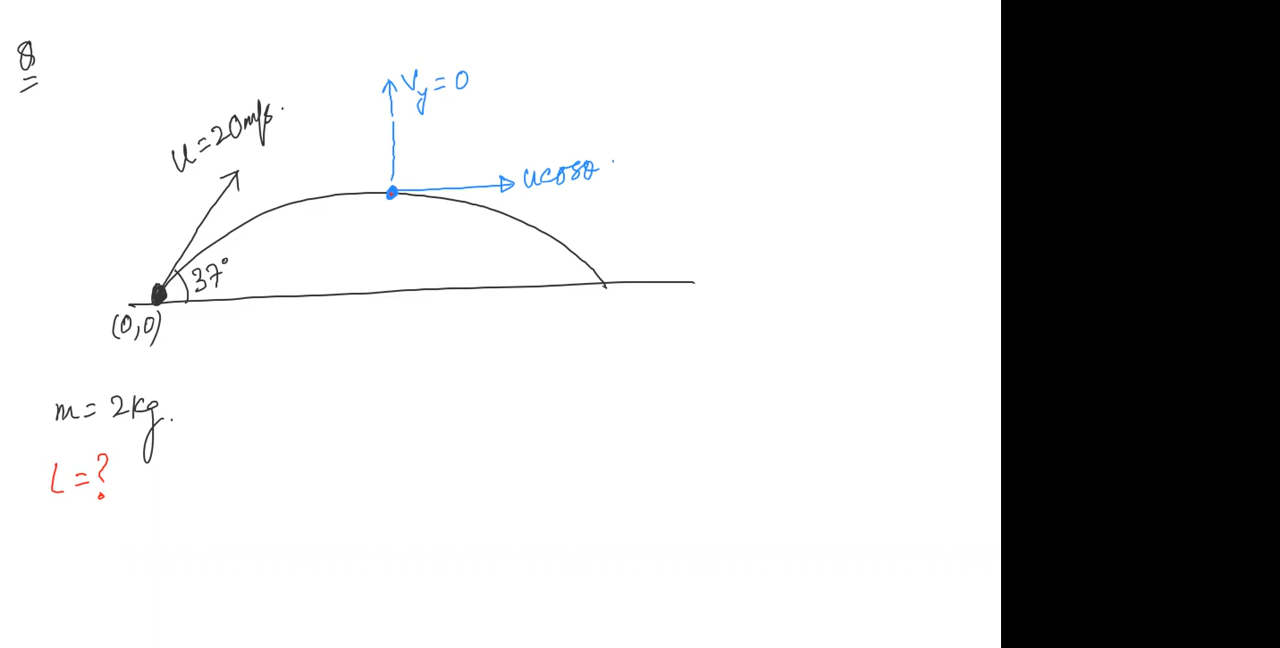 8
u=20m/s.
Vy=0
ucosθ.
37°
(0,0)
m=2kg.
L=?